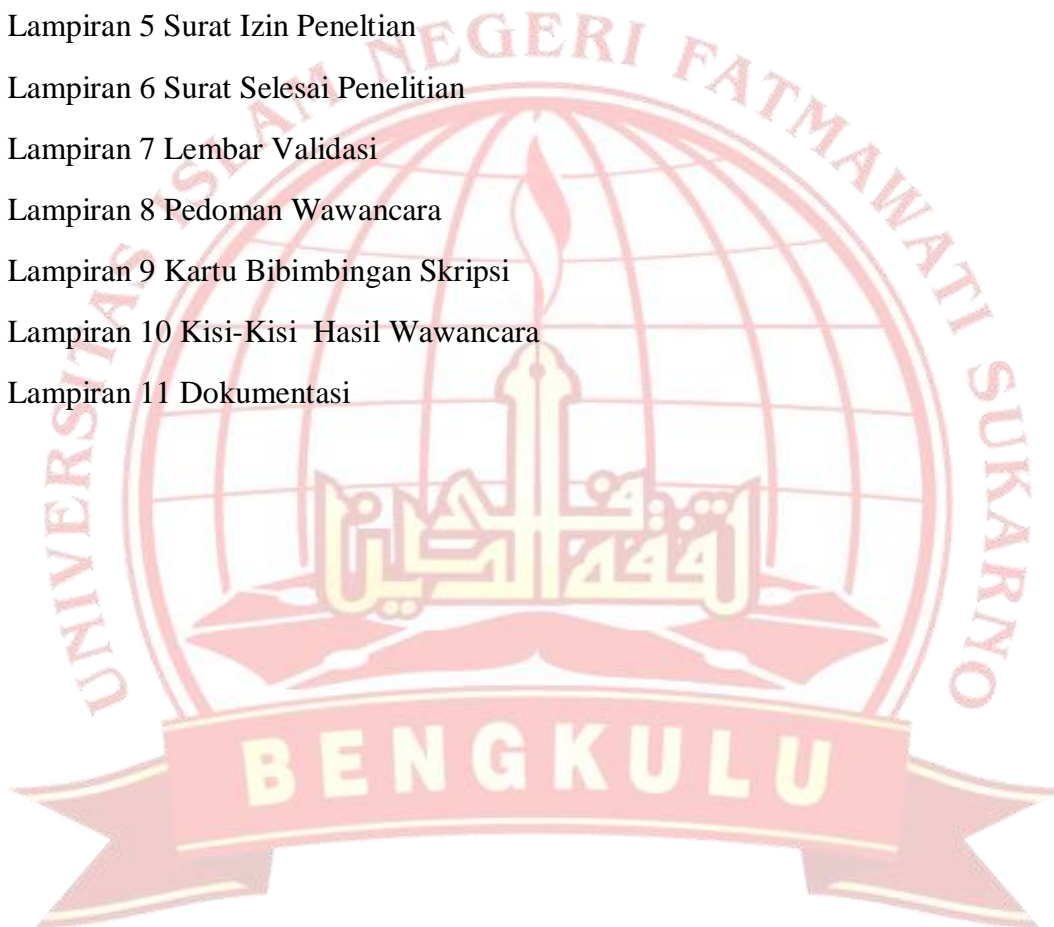 Lampiran 5 Surat Izin Peneltian
Lampiran 6 Surat Selesai Penelitian
Lampiran 7 Lembar Validasi
Lampiran 8 Pedoman Wawancara
Lampiran 9 Kartu Bibimbingan Skripsi
Lampiran 10 Kisi-Kisi  Hasil Wawancara
Lampiran 11 Dokumentasi
UNIVERSITAS ISLAM NEGERI FATMAWATI SUKARNO
BENGKULU